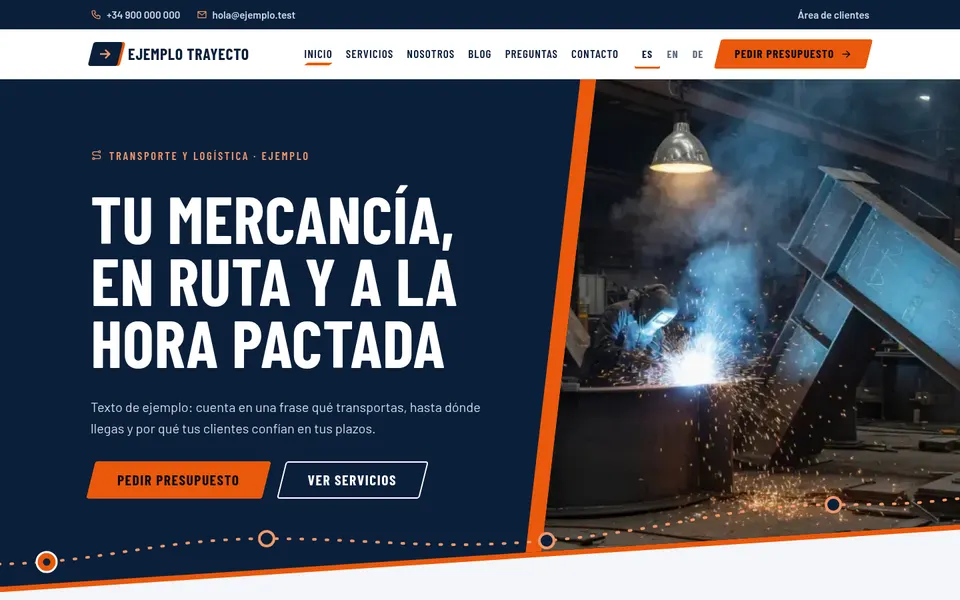 +34 900 000 000
hola@ejemplo.test
Área de clientes
EJEMPLO TRAYECTO
INICIO
SERVICIOS
NOSOTROS
BLOG
PREGUNTAS
CONTACTO
ES
EN
DE
PEDIR PRESUPUESTO
TRANSPORTE Y LOGÍSTICA · EJEMPLO
TU MERCANCÍA,
EN RUTA Y A LA
HORA PACTADA
Texto de ejemplo: cuenta en una frase qué transportas, hasta dónde
llegas y por qué tus clientes confían en tus plazos.
PEDIR PRESUPUESTO
VER SERVICIOS